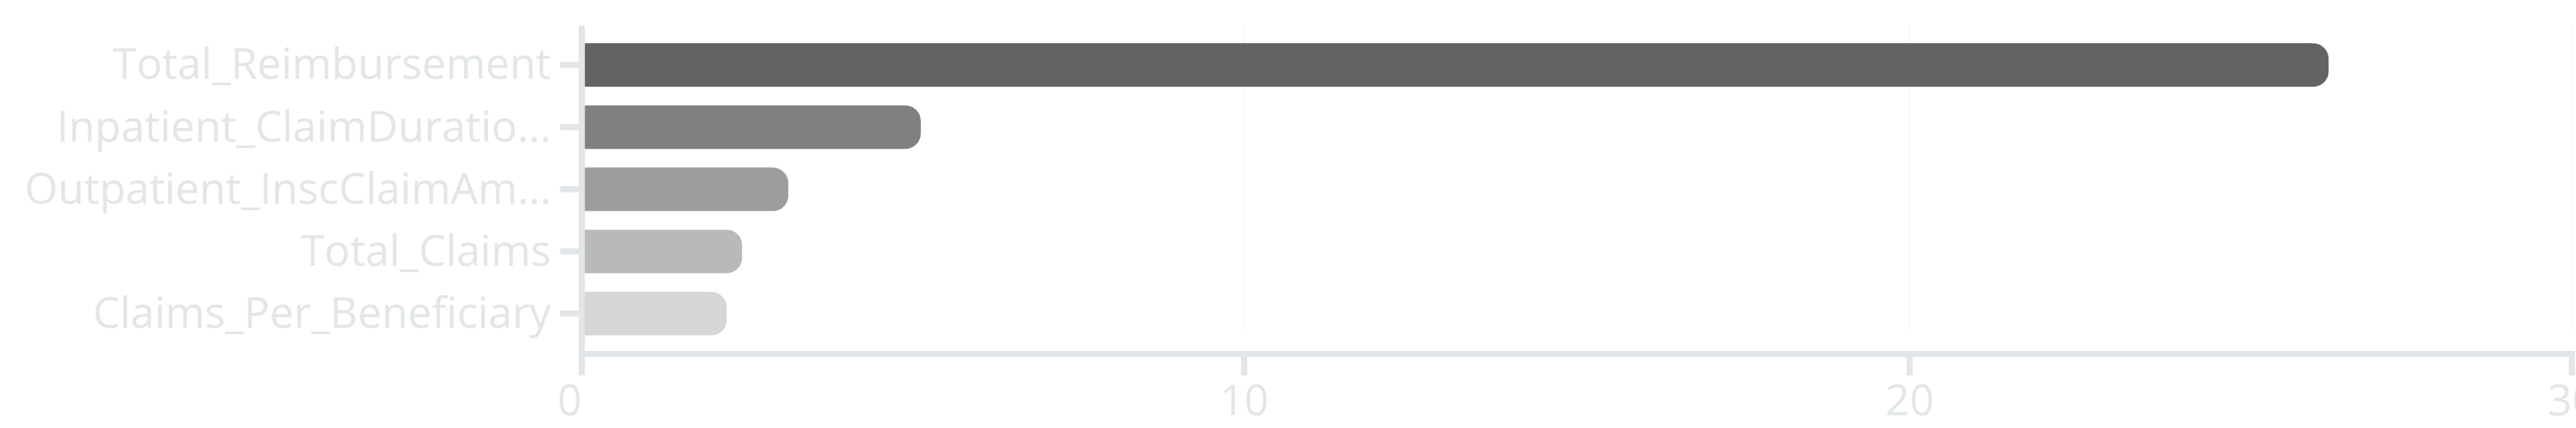 Total_Reimbursement
Inpatient_ClaimDuratio...
Outpatient_InscClaimAm...
Total_Claims
Claims_Per_Beneficiary
0 10 20